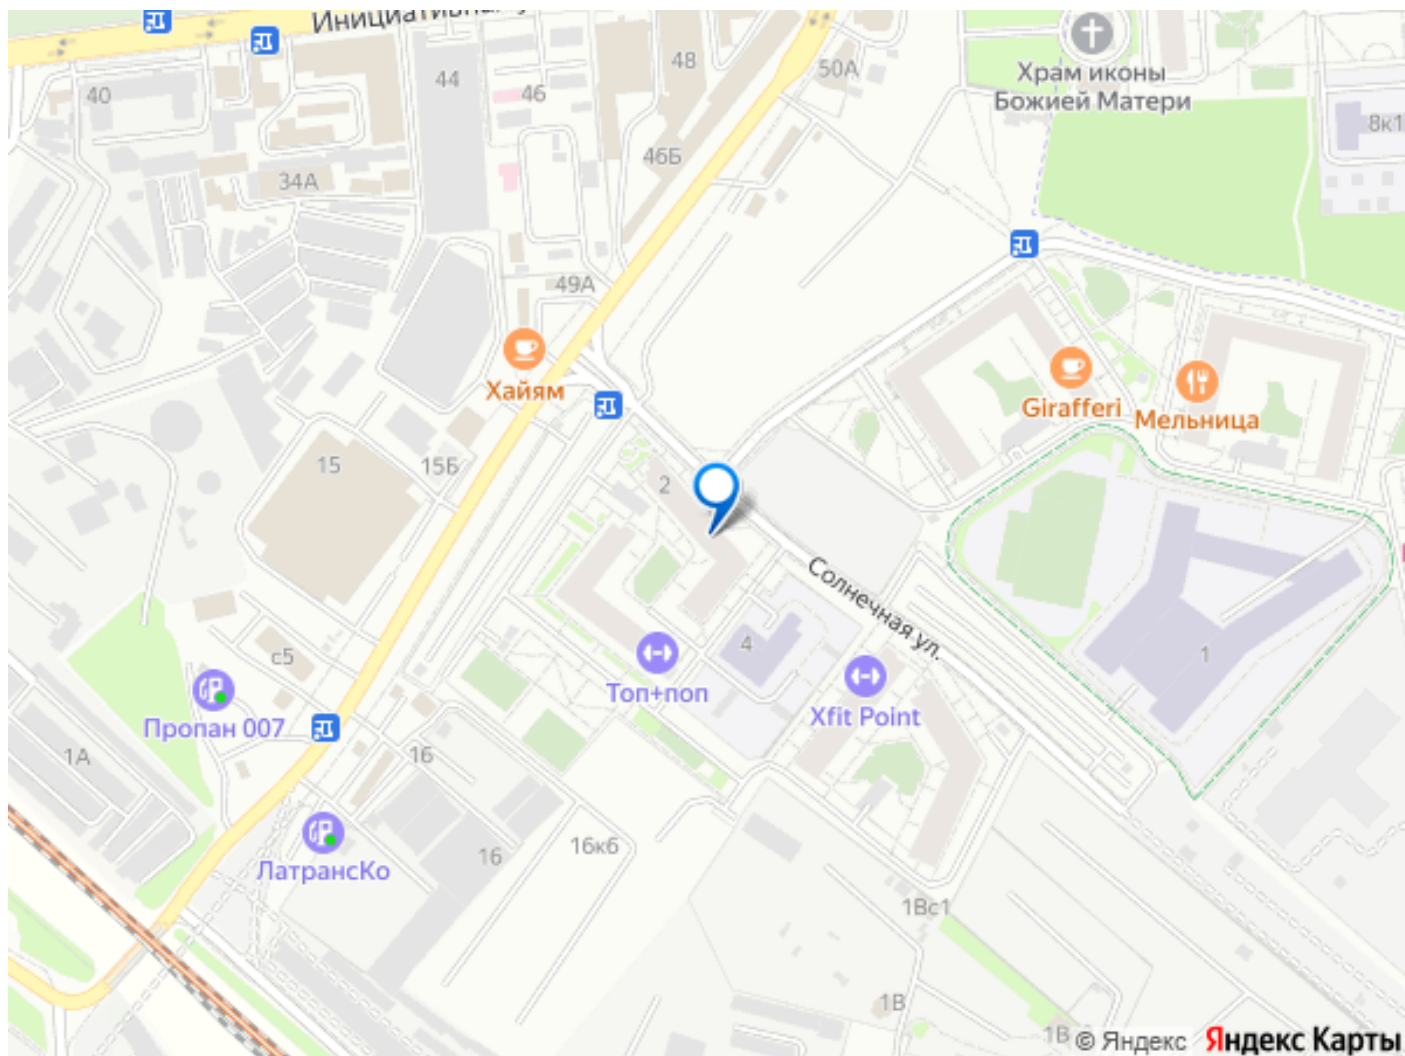 Инициативная у
48
50А
44
46
40
Храм иконы
Божией Матери
8к1
46Б
34А
49А
Хайям
Girafferi
Мельница
15
15Б
2
Солнечная ул.
4
1
с5
Топ+поп
Xfit Point
Пропан 007
1А
16
16
16к6
ЛатрансКо
1Вс1
1В
1В
© Яндекс
Яндекс Карты